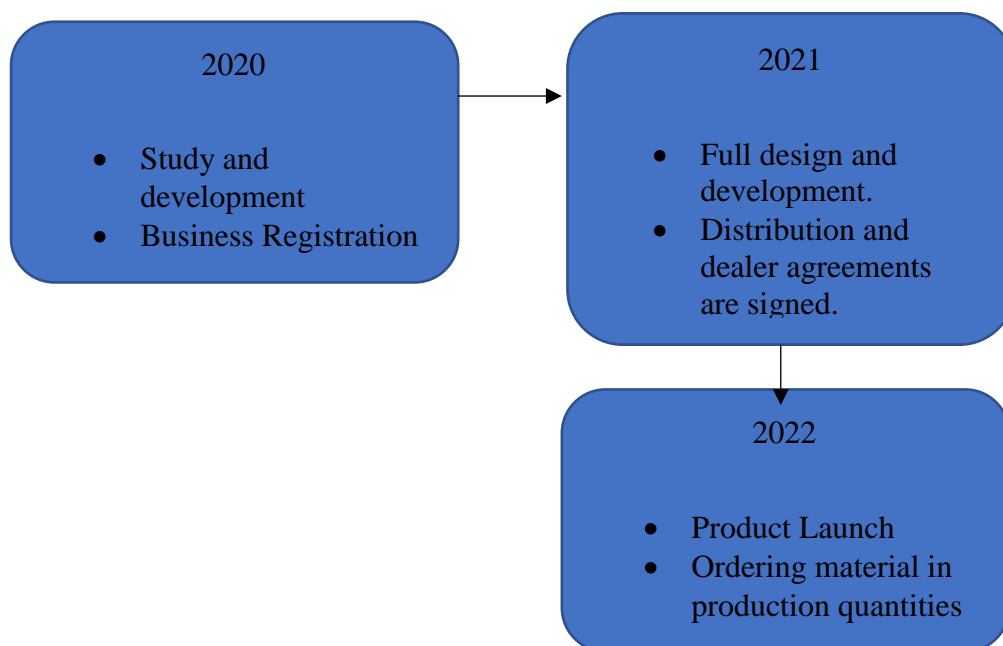 2020
• Study and
development
• Business Registration
2021
• Full design and
development.
• Distribution and
dealer agreements
are signed.
2022
• Product Launch
• Ordering material in
production quantities